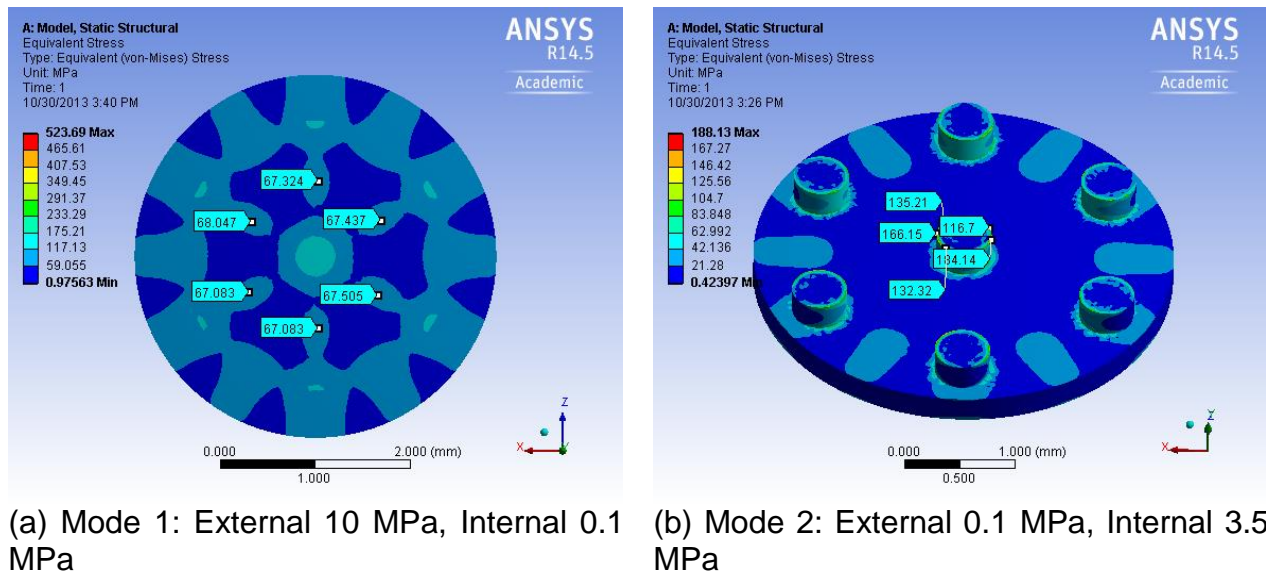 A: Model, Static Structural
Equivalent Stress
Type: Equivalent (von-Mises) Stress
Unit: MPa
Time: 1
10/30/2013 3:40 PM
ANSYS
R14.5
Academic
523.69 Max
465.61
407.53
349.45
291.37
233.29
175.21
117.13
59.055
0.97563 Min
67.324
68.047
67.437
67.083
67.505
67.083
Z
X
Y
0.000
2.000 (mm)
1.000
(a) Mode 1: External 10 MPa, Internal 0.1
MPa
A: Model, Static Structural
Equivalent Stress
Type: Equivalent (von-Mises) Stress
Unit: MPa
Time: 1
10/30/2013 3:26 PM
ANSYS
R14.5
Academic
188.13 Max
167.27
146.42
125.56
104.7
83.848
62.992
42.136
21.28
0.42397 Min
135.21
166.15
116.7
184.14
132.32
Y
X
0.000
1.000 (mm)
0.500
(b) Mode 2: External 0.1 MPa, Internal 3.5
MPa